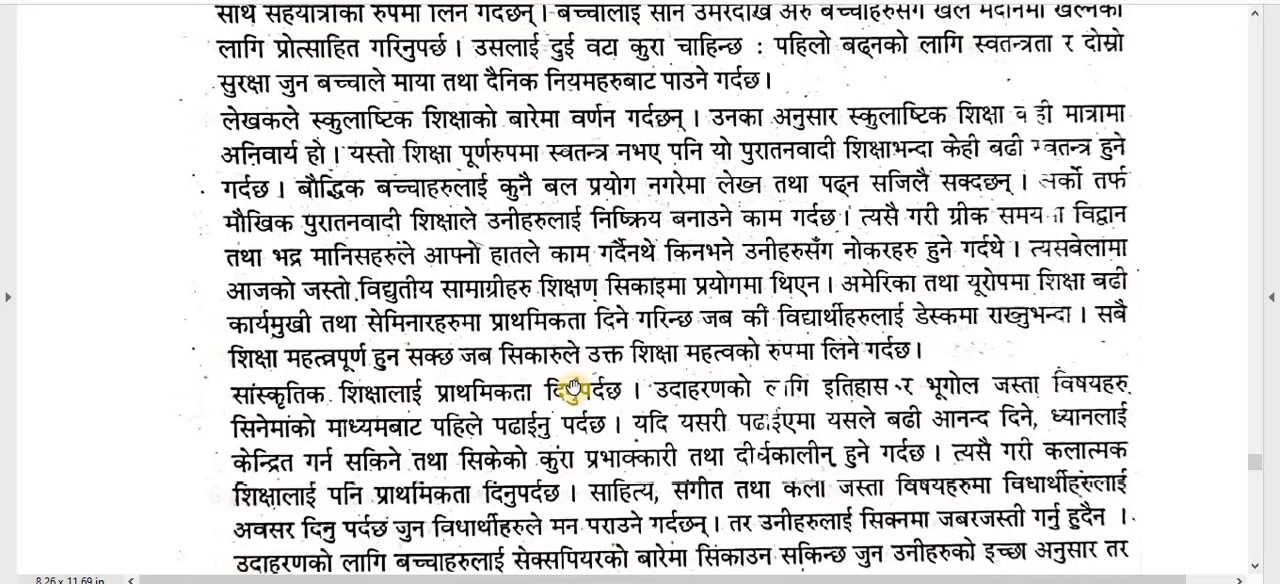 साथ सहयात्राका रुपमा लिने गर्दछन् । बच्चालाई सानै उमेरदेखि अरु बच्चाहरुसँग खेल मैदानमा खेल्नको
लागि प्रोत्साहित गरिनुपर्छ । उसलाई दुई वटा कुरा चाहिन्छ : पहिलो बढ्नको लागि स्वतन्त्रता र दोस्रो
सुरक्षा जुन बच्चाले माया तथा दैनिक नियमहरुबाट पाउने गर्दछ ।
लेखकले स्कुलाष्टिक शिक्षाको बारेमा वर्णन गर्दछन् । उनका अनुसार स्कुलाष्टिक शिक्षा ही मात्रामा
अनिवार्य हो । यस्तो शिक्षा पूर्णरुपमा स्वतन्त्र नभए पनि यो पुरातनवादी शिक्षाभन्दा केही बढी स्वतन्त्र हुने
गर्दछ । बौद्धिक बच्चाहरुलाई कुनै बल प्रयोग नगरेमा लेख्न तथा पढ्न सजिलै सक्दछन् । अर्को तर्फ
मौखिक पुरातनवादी शिक्षाले उनीहरुलाई निष्क्रिय बनाउने काम गर्दछ । त्यसै गरी ग्रीक समय ा विद्वान
तथा भद्र मानिसहरुले आफ्नो हातले काम गर्दैनथे किनभने उनीहरुसँग नोकरहरु हुने गर्दथे । त्यसबेलामा
आजको जस्तो विद्युतीय सामाग्रीहरु शिक्षण सिकाइमा प्रयोगमा थिएन । अमेरिका तथा यूरोपमा शिक्षा बढी
कार्यमुखी तथा सेमिनारहरुमा प्राथमिकता दिने गरिन्छ जब की विद्यार्थीहरुलाई डेस्कमा राख्नुभन्दा । सबै
शिक्षा महत्वपूर्ण हुन सक्छ जब सिकारुले उक्त शिक्षा महत्वको रुपमा लिने गर्दछ ।
सांस्कृतिक शिक्षालाई प्राथमिकता दिनुपर्दछ । उदाहरणको लागि इतिहास र भूगोल जस्ता विषयहरु
सिनेमाको माध्यमबाट पहिले पढाईनु पर्दछ । यदि यसरी पढाईएमा यसले बढी आनन्द दिने, ध्यानलाई
केन्द्रित गर्न सकिने तथा सिकेको कुरा प्रभाक्कारी तथा दीर्घकालीन् हुने गर्दछ । त्यसै गरी कलात्मक
शिक्षालाई पनि प्राथमिकता दिनुपर्दछ । साहित्य, संगीत तथा कला जस्ता विषयहरुमा विधार्थीहरुलाई
अवसर दिनु पर्दछ जुन विधार्थीहरुले मन पराउने गर्दछन् । तर उनीहरुलाई सिक्नमा जबरजस्ती गर्नु हुदैन ।
उदाहरणको लागि बच्चाहरुलाई सेक्सपियरको बारेमा सिकाउन सकिन्छ जुन उनीहरुको इच्छा अनुसार तर
8.26 x 11.69 in